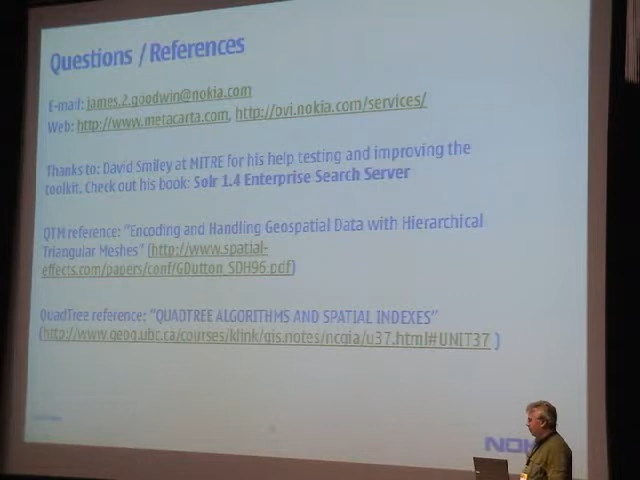 Questions / References
E-mail: james.2.goodwin@nokia.com
Web: http://www.metacarta.com, http://ovi.nokia.com/services/
Thanks to: David Smiley at MITRE for his help testing and improving the
toolkit. Check out his book: Solr 1.4 Enterprise Search Server
QTM reference: "Encoding and Handling Geospatial Data with Hierarchical
Triangular Meshes" (http://www.spatial-
effects.com/papers/conf/GDutton_SDH96.pdf)
QuadTree reference: "QUADTREE ALGORITHMS AND SPATIAL INDEXES"
(http://www.geog.ubc.ca/courses/klink/gis.notes/ncgia/u37.html#UNIT37 )